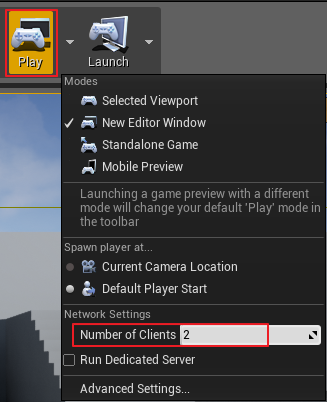 Play
Launch
Modes
Selected Viewport
New Editor Window
Standalone Game
Mobile Preview
Launching a game preview with a different
mode will change your default 'Play' mode in
the toolbar
Spawn player at...
Current Camera Location
Default Player Start
Network Settings
Number of Clients 2
Run Dedicated Server
Advanced Settings...